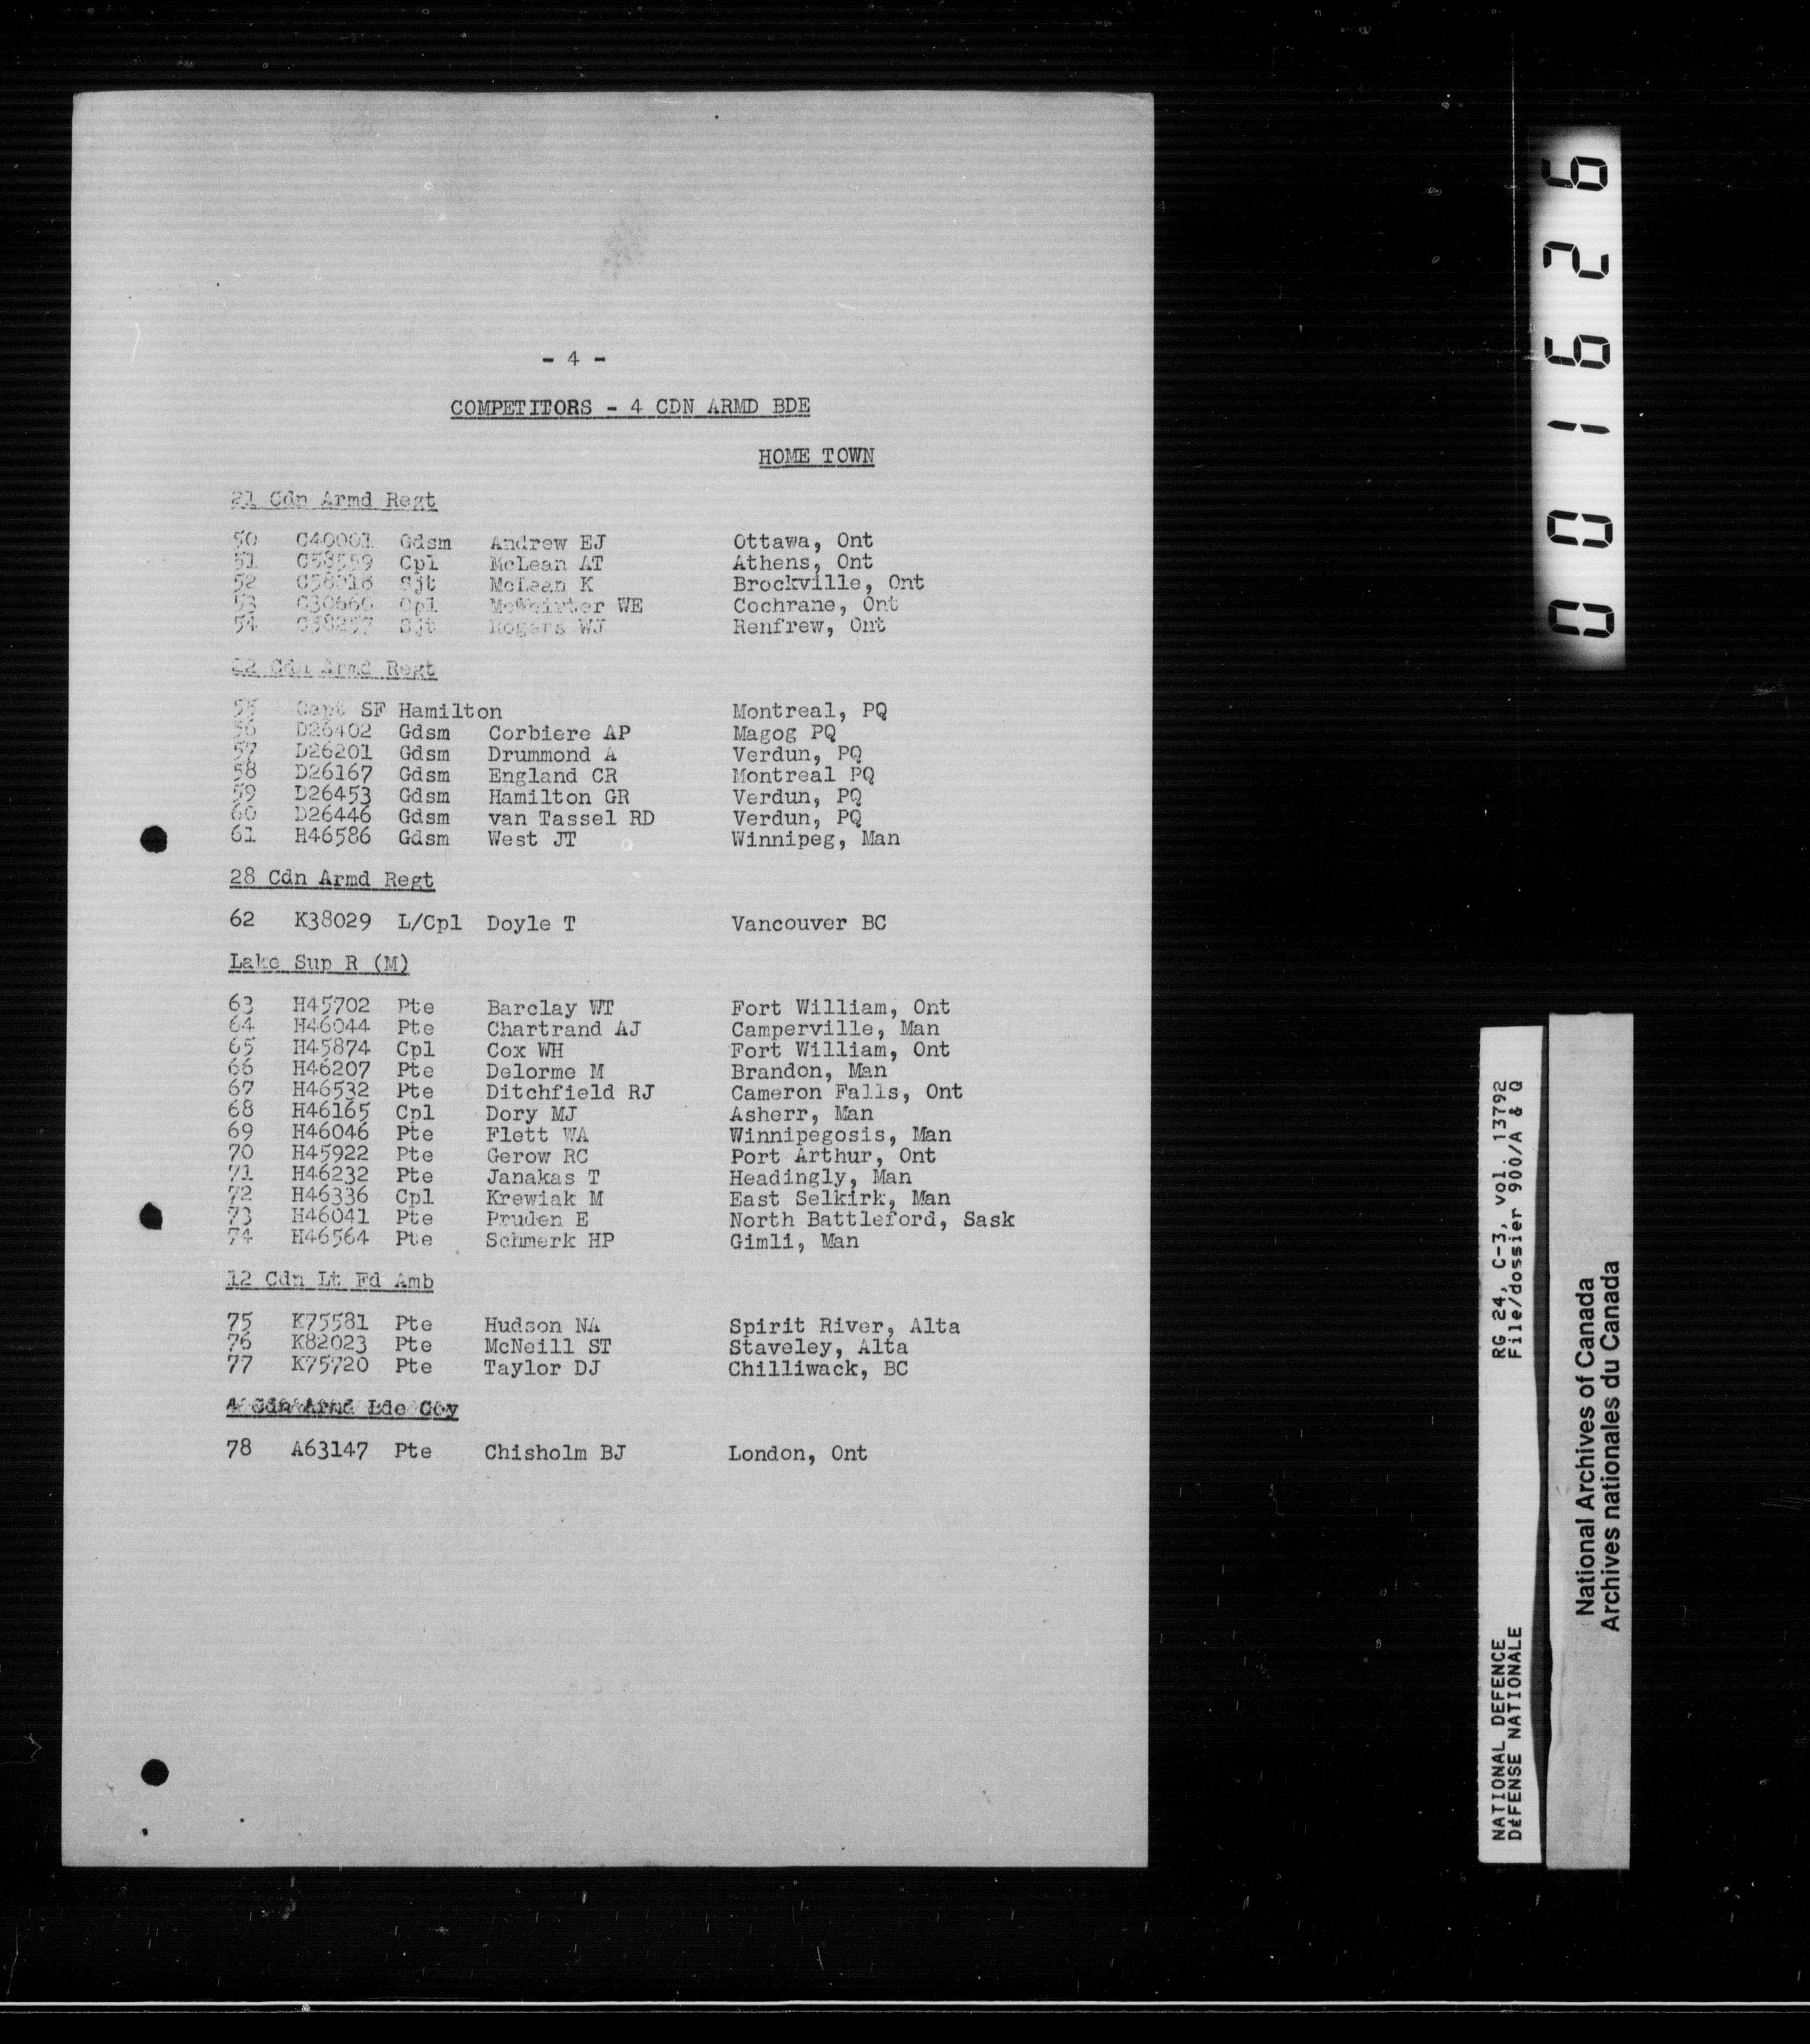 - 4 -
COMPETITORS - 4 CDN ARMD BDE
HOME TOWN
21 Cdn Armd Regt
50 C40001 Gdsm Andrew EJ Ottawa, Ont
51 C58559 Cpl McLean AT Athens, Ont
52 C58018 Sjt McLean K Brockville, Ont
53 C30660 Cpl McWhirter WE Cochrane, Ont
54 C38257 Sjt Rogers WJ Renfrew, Ont
22 Cdn Armd Regt
55 Capt SF Hamilton Montreal, PQ
56 D26402 Gdsm Corbiere AP Magog PQ
57 D26201 Gdsm Drummond A Verdun, PQ
58 D26167 Gdsm England CR Montreal PQ
59 D26453 Gdsm Hamilton GR Verdun, PQ
60 D26446 Gdsm van Tassel RD Verdun, PQ
61 H46586 Gdsm West JT Winnipeg, Man
28 Cdn Armd Regt
62 K38029 L/Cpl Doyle T Vancouver BC
Lake Sup R (M)
63 H45702 Pte Barclay WT Fort William, Ont
64 H46044 Pte Chartrand AJ Camperville, Man
65 H45874 Cpl Cox WH Fort William, Ont
66 H46207 Pte Delorme M Brandon, Man
67 H46532 Pte Ditchfield RJ Cameron Falls, Ont
68 H46165 Cpl Dory MJ Asherr, Man
69 H46046 Pte Flett WA Winnipegosis, Man
70 H45922 Pte Gerow RC Port Arthur, Ont
71 H46232 Pte Janakas T Headingly, Man
72 H46336 Cpl Krewiak M East Selkirk, Man
73 H46041 Pte Pruden E North Battleford, Sask
74 H46564 Pte Schmerk HP Gimli, Man
12 Cdn Lt Fd Amb
75 K75581 Pte Hudson NA Spirit River, Alta
76 K82023 Pte McNeill ST Staveley, Alta
77 K75720 Pte Taylor DJ Chilliwack, BC
4 Cdn Armd Bde Coy
78 A63147 Pte Chisholm BJ London, Ont
001626
RG 24, C-3, vol. 13792
File/dossier 900/A & Q
NATIONAL DEFENCE
DÉFENSE NATIONALE
National Archives of Canada
Archives nationales du Canada